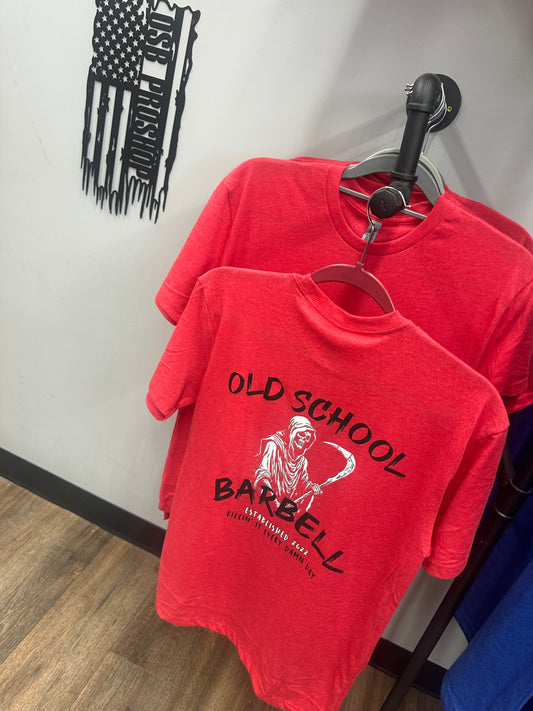 OSB PROSHOP
OLD SCHOOL
BARBELL
ESTABLISHED 2022
KILLIN' IT EVERY DAMN DAY